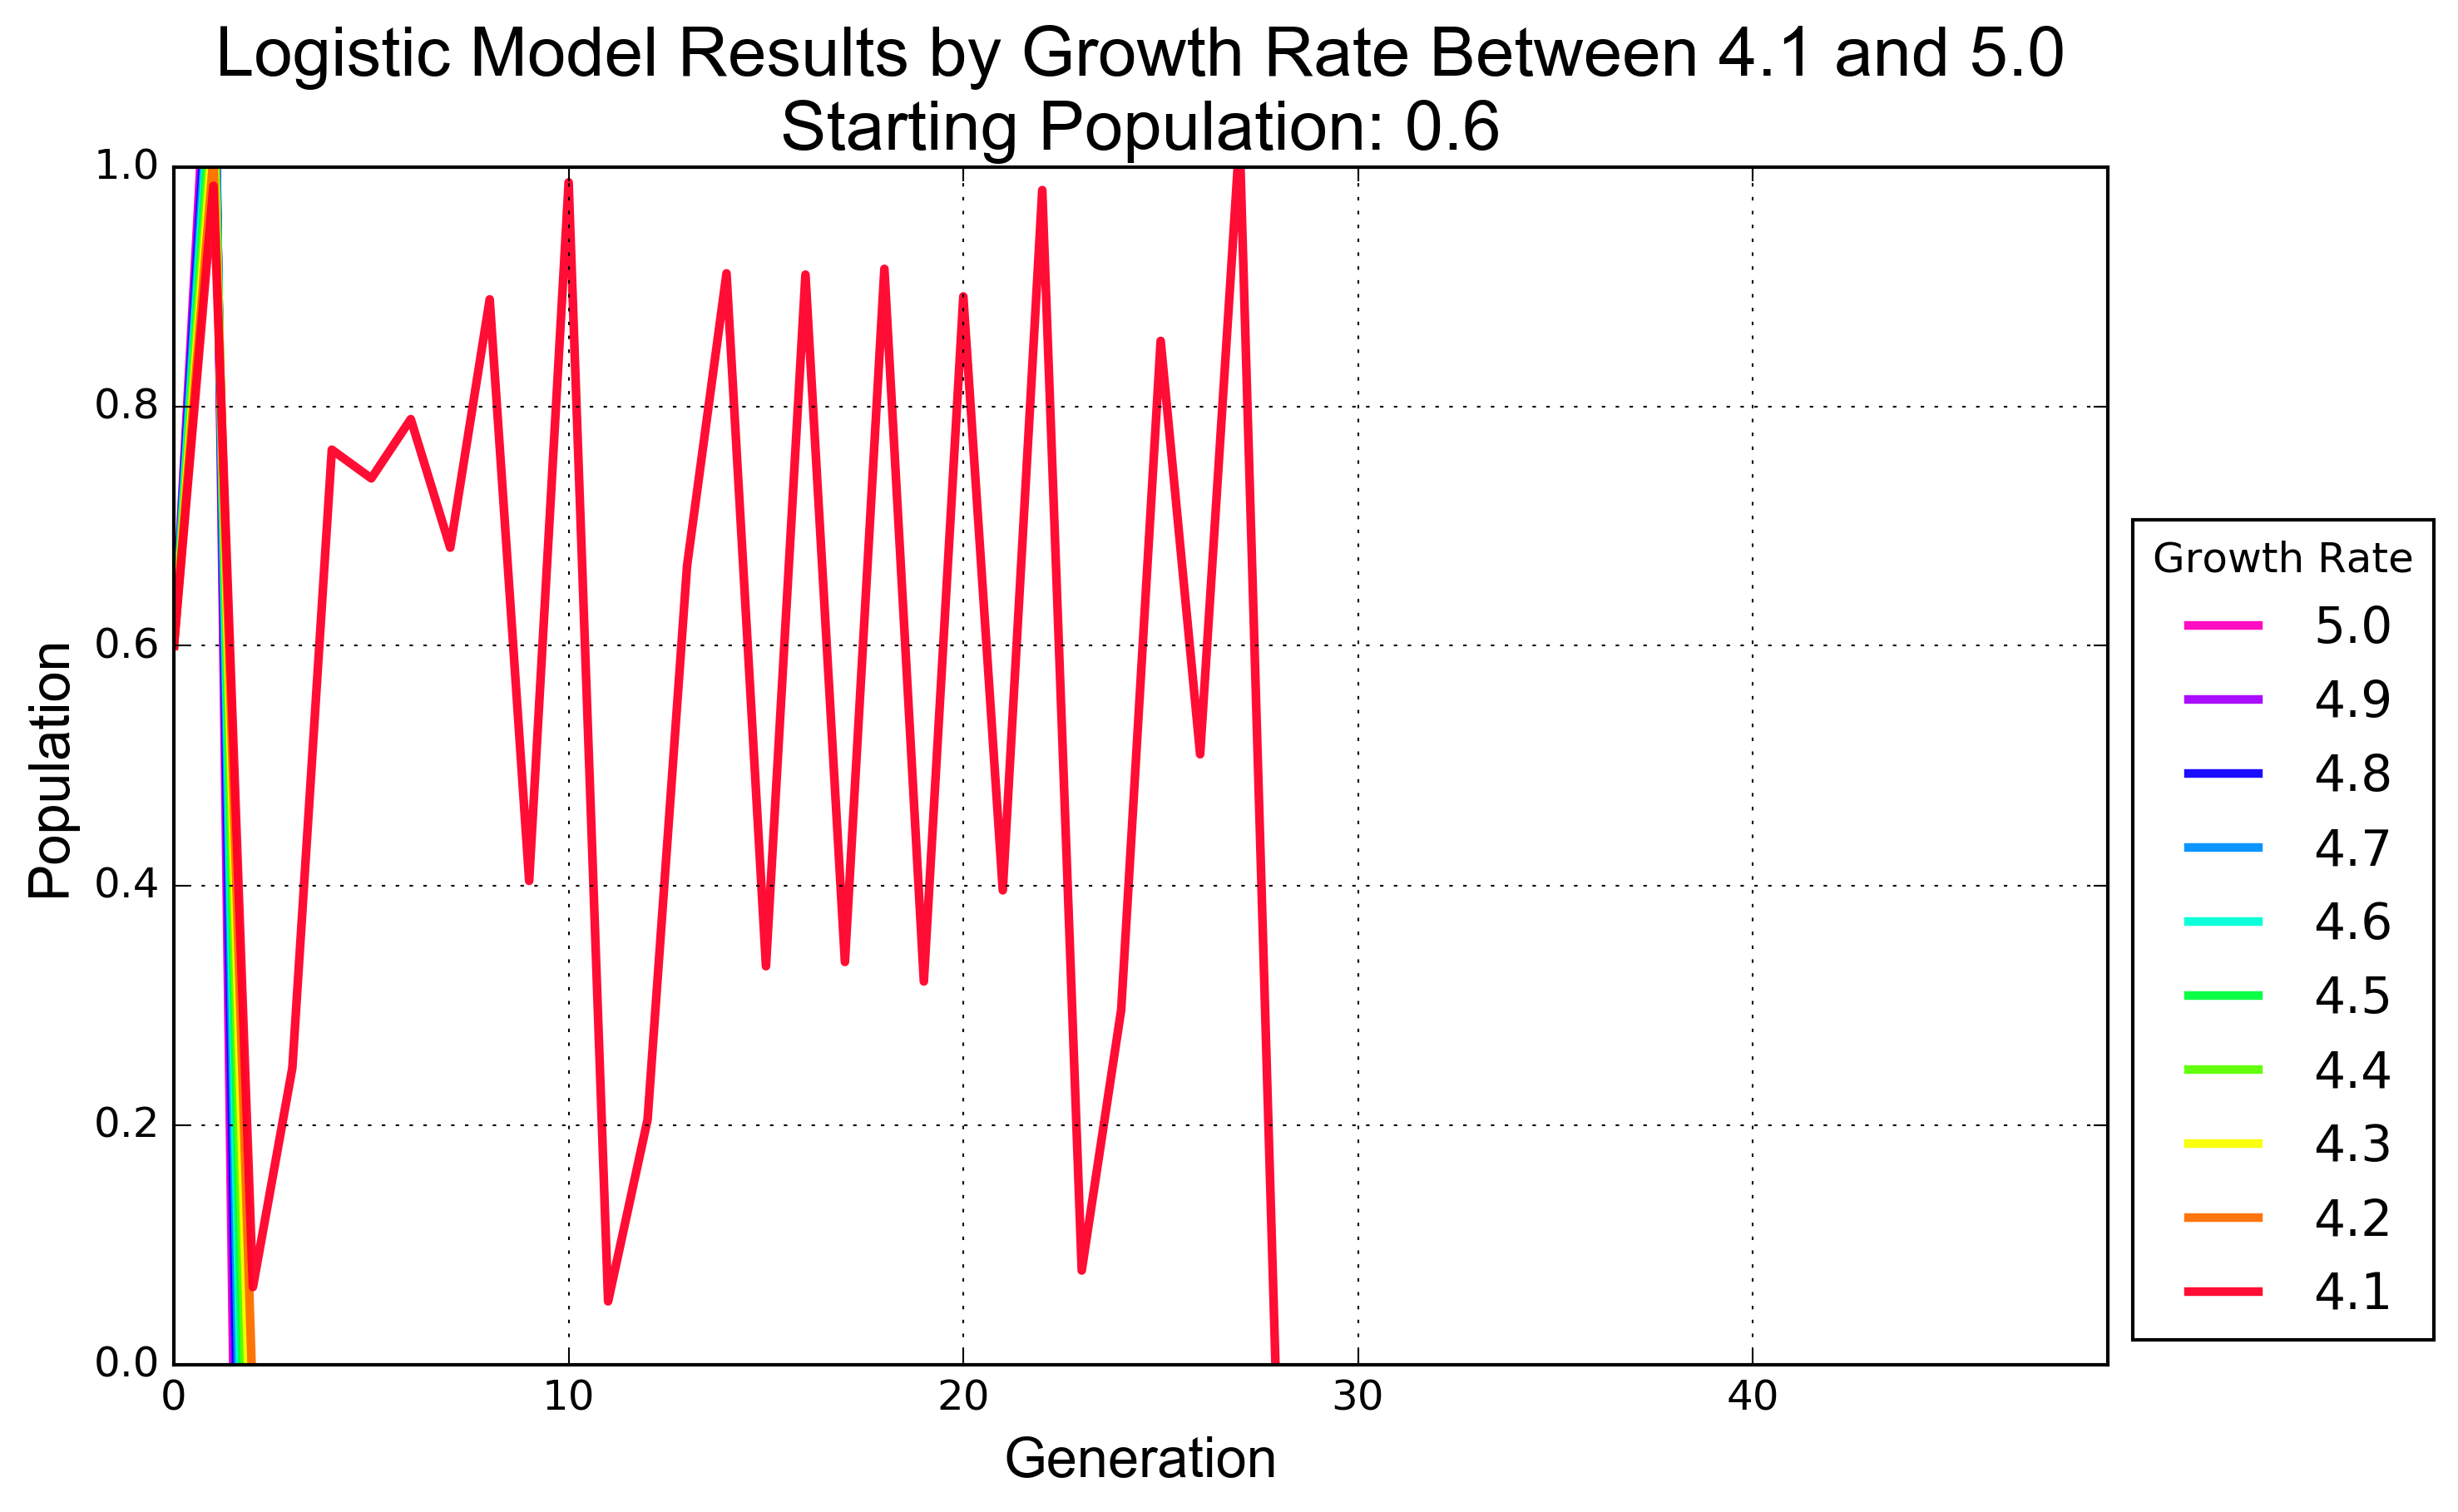 Logistic Model Results by Growth Rate Between 4.1 and 5.0
Starting Population: 0.6
1.0
0.8
0.6
0.4
0.2
0.0
Population
0 10 20 30 40
Generation
Growth Rate
5.0
4.9
4.8
4.7
4.6
4.5
4.4
4.3
4.2
4.1